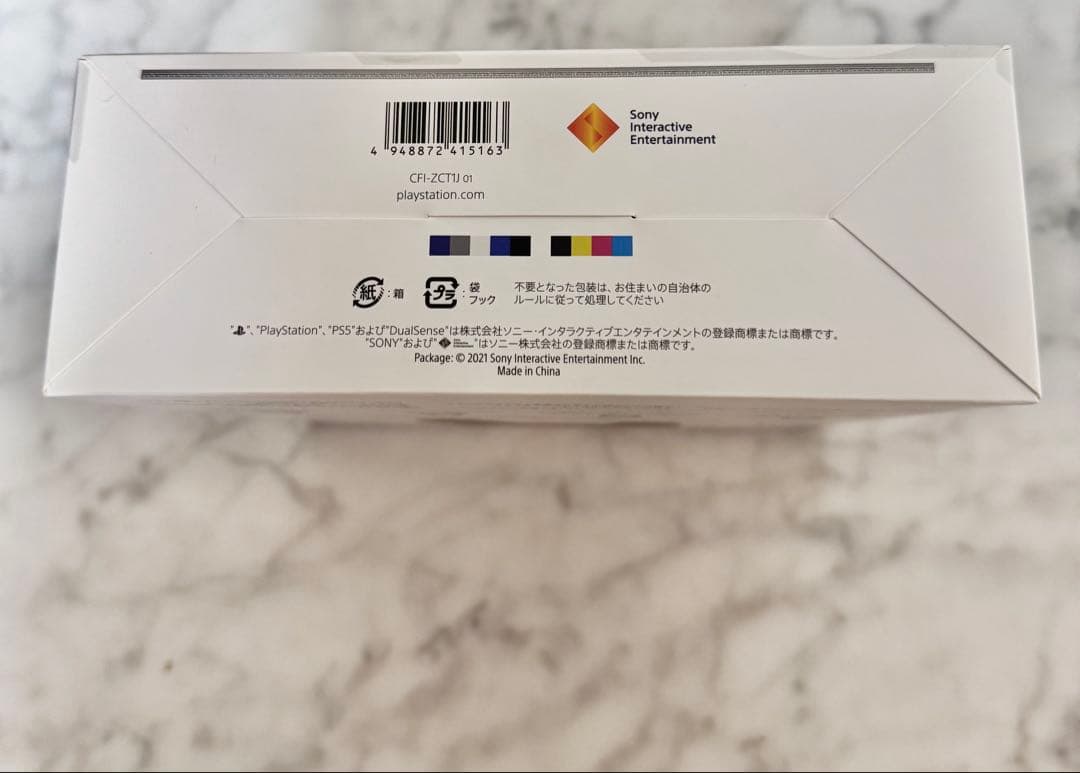 Sony
Interactive
Entertainment
4 948872 415163
CFI-ZCT1J 01
playstation.com
紙 : 箱
プラ : 袋
フック
不要となった包装は、お住まいの自治体の
ルールに従って処理してください
" "、"PlayStation"、"PS5"および"DualSense"は株式会社ソニー・インタラクティブエンタテインメントの登録商標または商標です。
"SONY"および" "はソニー株式会社の登録商標または商標です。
Package: © 2021 Sony Interactive Entertainment Inc.
Made in China